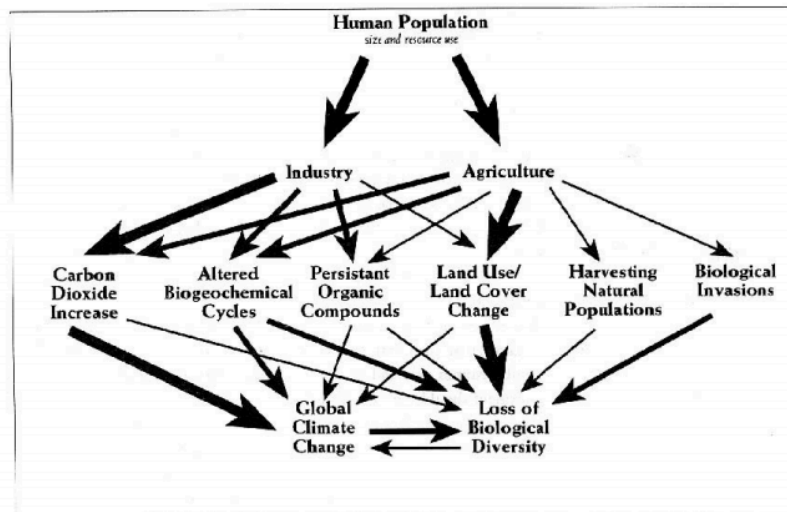 Human Population
size and resource use
Industry
Agriculture
Carbon
Dioxide
Increase
Altered
Biogeochemical
Cycles
Persistant
Organic
Compounds
Land Use/
Land Cover
Change
Harvesting
Natural
Populations
Biological
Invasions
Global
Climate
Change
Loss of
Biological
Diversity